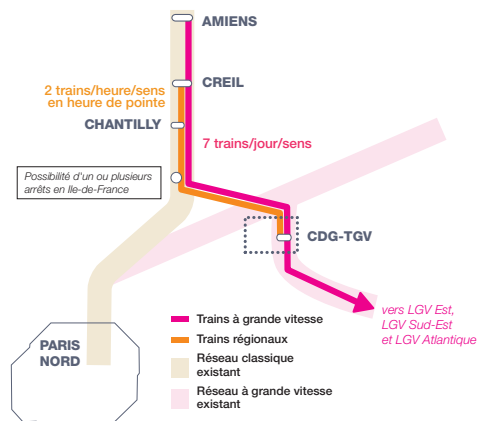 AMIENS
CREIL
2 trains/heure/sens
en heure de pointe
CHANTILLY
7 trains/jour/sens
Possibilité d'un ou plusieurs
arrêts en Ile-de-France
CDG-TGV
vers LGV Est,
LGV Sud-Est
et LGV Atlantique
PARIS
NORD
Trains à grande vitesse
Trains régionaux
Réseau classique
existant
Réseau à grande vitesse
existant